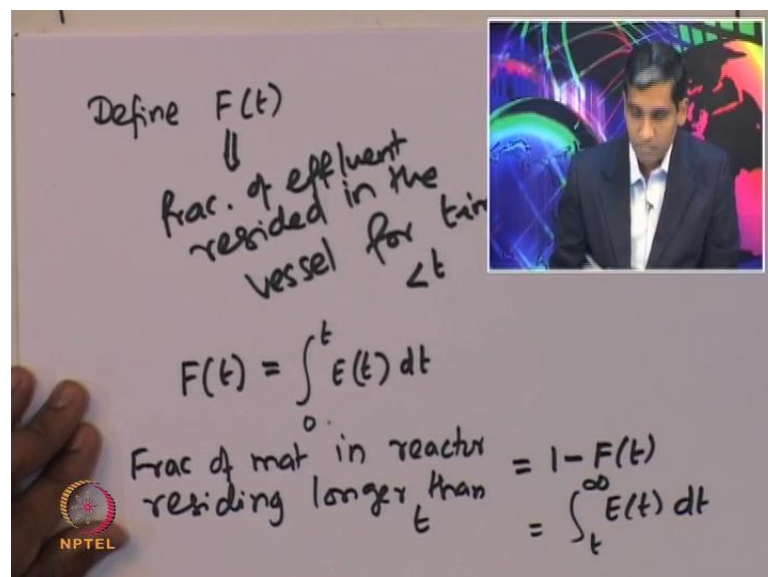 Define F(t)
⇓
frac. of effluent
resided in the
vessel for
<t
F(t) = ∫₀ᵗ E(t) dt
Frac of mat in reactor
residing longer than
t
= 1 - F(t)
= ∫ₜ^∞ E(t) dt
NPTEL